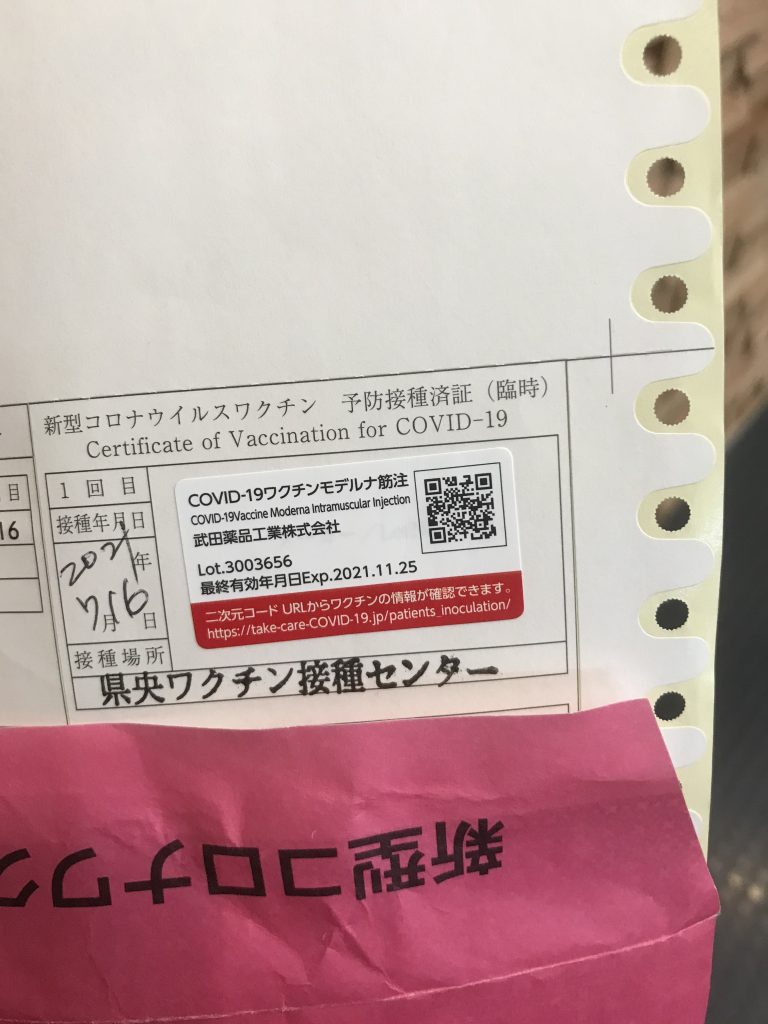 新型コロナウイルスワクチン 予防接種済証（臨時）
Certificate of Vaccination for COVID-19
目
16
1回目
接種年月日
2021年
7月16日
COVID-19ワクチンモデルナ筋注
COVID-19Vaccine Moderna Intramuscular Injection
武田薬品工業株式会社
Lot.3003656
最終有効年月日Exp.2021.11.25
二次元コード URLからワクチンの情報が確認できます。
https://take-care-COVID-19.jp/patients_inoculation/
接種場所
県央ワクチン接種センター
新型コロナワク